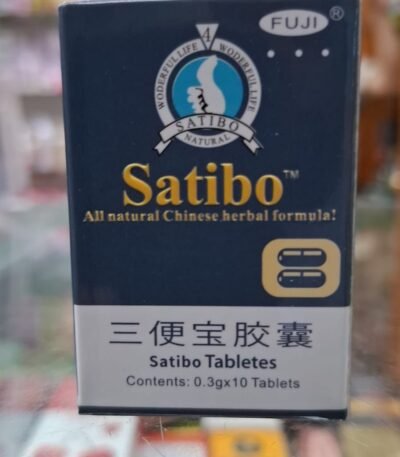 FUJI®
4
WODERFUL LIFE WODERFUL LIFE
SATIBO
NATURAL
Satibo™
All natural Chinese herbal formula!
三便宝胶囊
Satibo Tabletes
Contents: 0.3gx10 Tablets